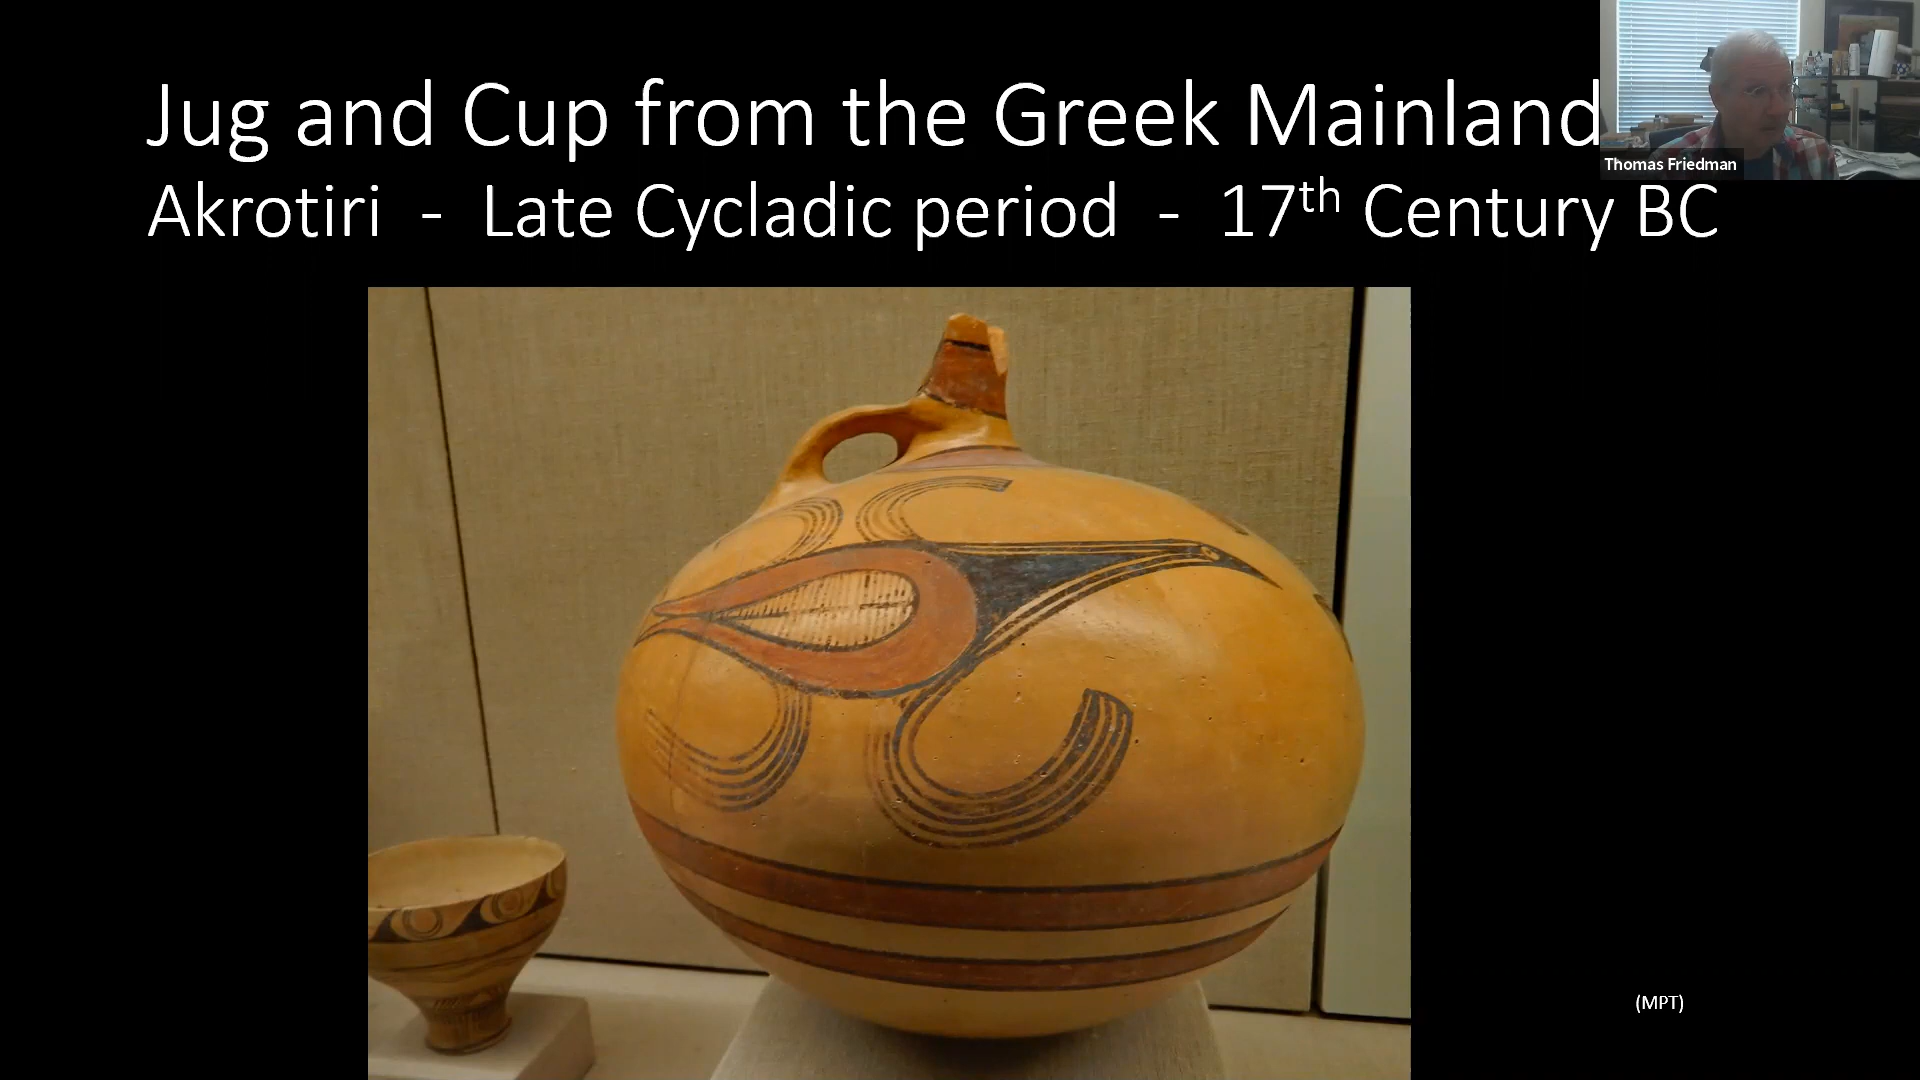 Jug and Cup from the Greek Mainland
Akrotiri - Late Cycladic period - 17th Century BC
Thomas Friedman
(MPT)